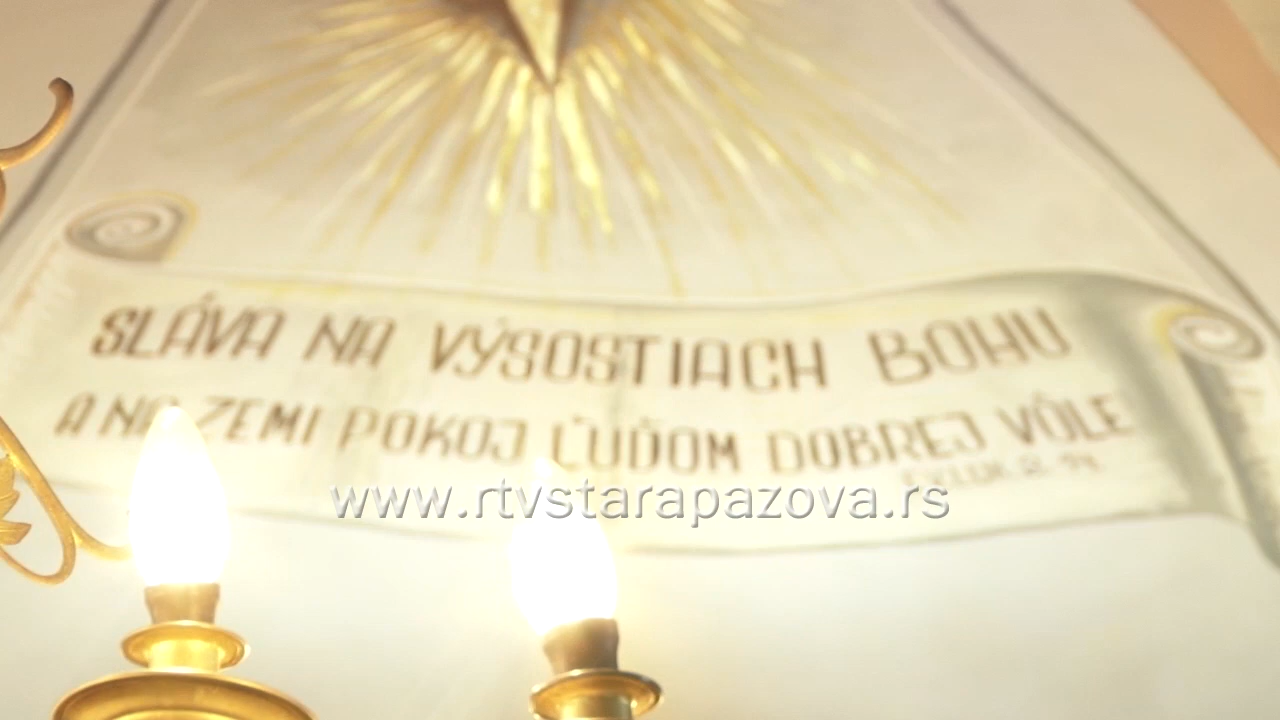 SLÁVA NA VÝSOSTIACH BOHU
A NA ZEMI POKOJ ĽUĎOM DOBREJ VÔLE
www.rtvstarapazova.rs